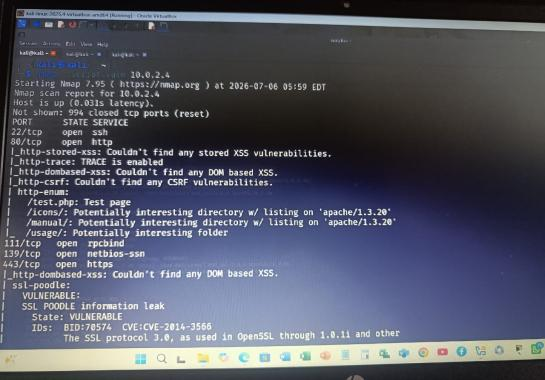 kali-linux-2025.4-virtualbox-amd64 [Running] - Oracle VirtualBox
Session Actions Edit View Help
kali@kali: ~ kali@kali: ~ kali@kali: ~
kali@kali ~
10.0.2.4
Starting Nmap 7.95 ( https://nmap.org ) at 2026-07-06 05:59 EDT
Nmap scan report for 10.0.2.4
Host is up (0.031s latency).
Not shown: 994 closed tcp ports (reset)
PORT STATE SERVICE
22/tcp open ssh
80/tcp open http
|_http-stored-xss: Couldn't find any stored XSS vulnerabilities.
|_http-trace: TRACE is enabled
|_http-dombased-xss: Couldn't find any DOM based XSS.
|_http-csrf: Couldn't find any CSRF vulnerabilities.
| http-enum:
| /test.php: Test page
| /icons/: Potentially interesting directory w/ listing on 'apache/1.3.20'
| /manual/: Potentially interesting directory w/ listing on 'apache/1.3.20'
|_ /usage/: Potentially interesting folder
111/tcp open rpcbind
139/tcp open netbios-ssn
443/tcp open https
|_http-dombased-xss: Couldn't find any DOM based XSS.
| ssl-poodle:
| VULNERABLE:
| SSL POODLE information leak
| State: VULNERABLE
| IDs: BID:70574 CVE:CVE-2014-3566
| The SSL protocol 3.0, as used in OpenSSL through 1.0.1i and other